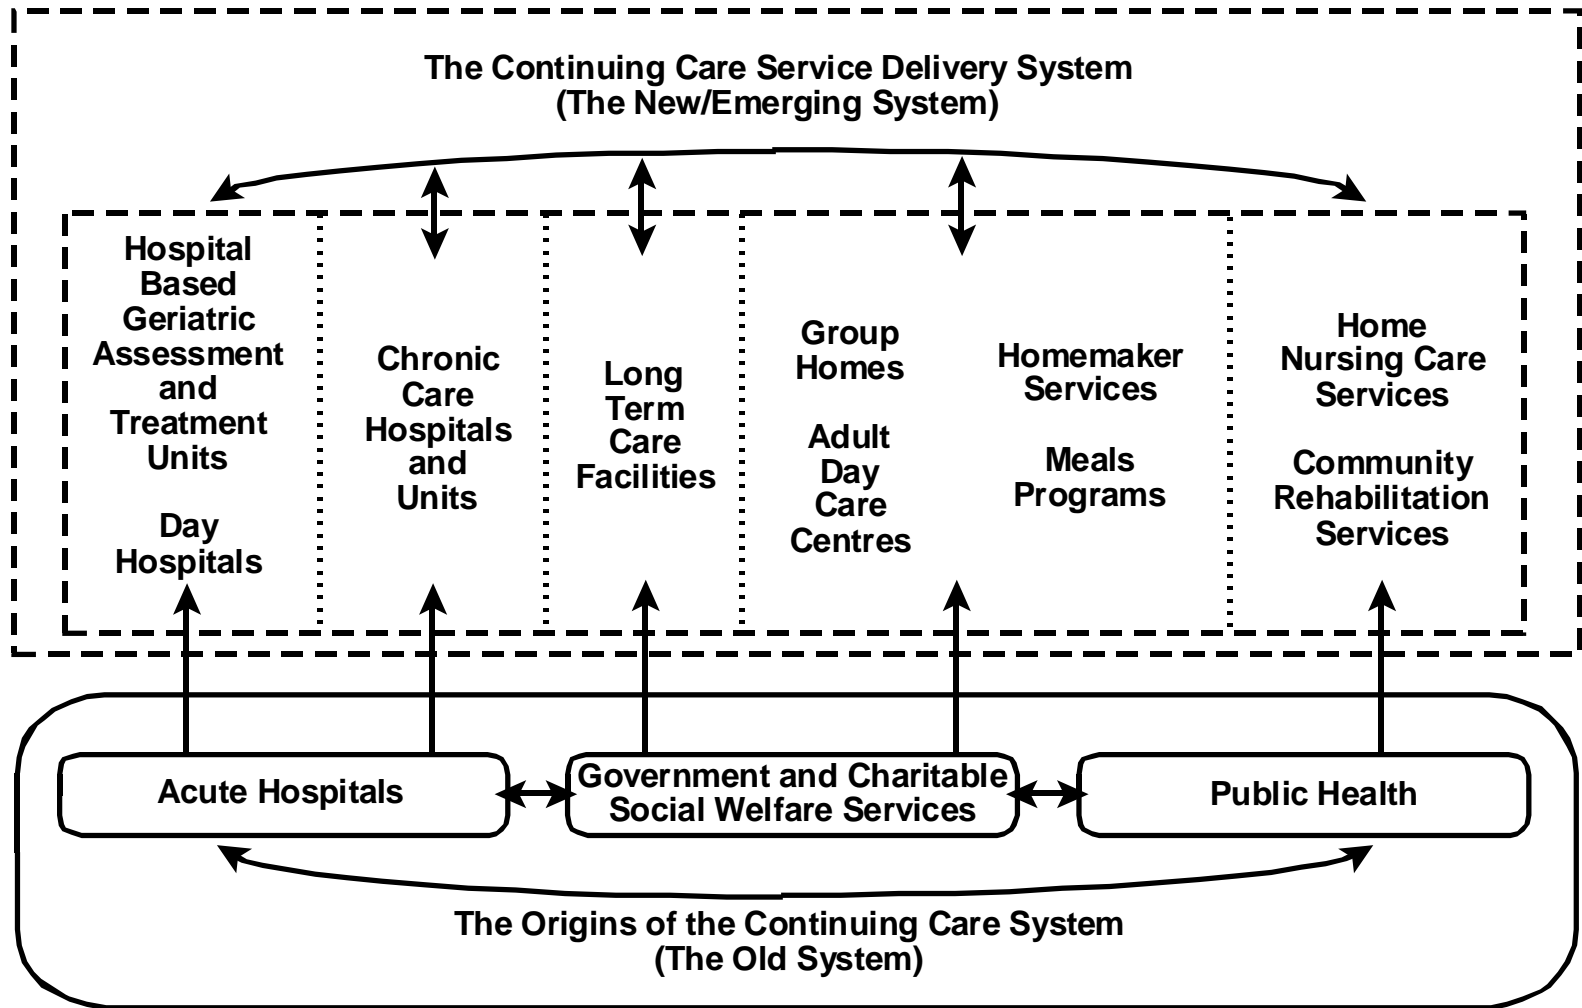 The Continuing Care Service Delivery System
(The New/Emerging System)
Hospital
Based
Geriatric
Assessment
and
Treatment
Units
Day
Hospitals
Chronic
Care
Hospitals
and
Units
Long
Term
Care
Facilities
Group
Homes
Adult
Day
Care
Centres
Homemaker
Services
Meals
Programs
Home
Nursing Care
Services
Community
Rehabilitation
Services
Acute Hospitals
Government and Charitable
Social Welfare Services
Public Health
The Origins of the Continuing Care System
(The Old System)